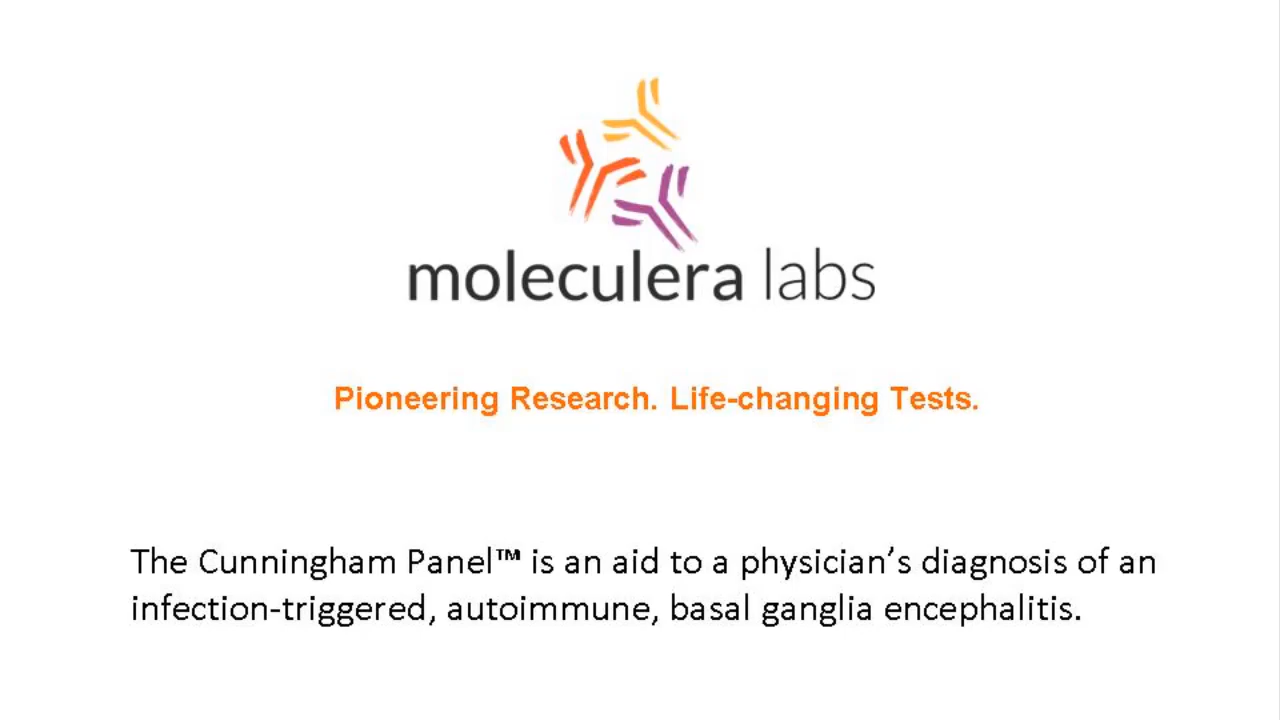 moleculera labs
Pioneering Research. Life-changing Tests.
The Cunningham Panel™ is an aid to a physician’s diagnosis of an
infection-triggered, autoimmune, basal ganglia encephalitis.